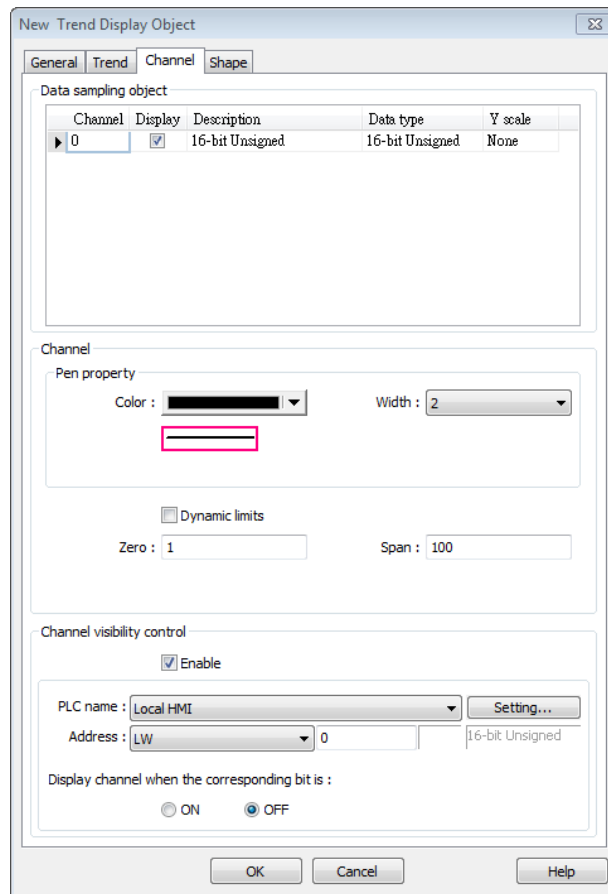 New  Trend Display Object
General Trend Channel Shape
Data sampling object
Channel Display Description Data type Y scale
0 16-bit Unsigned 16-bit Unsigned None
Channel
Pen property
Color : Width : 2
Dynamic limits
Zero : 1 Span : 100
Channel visibility control
Enable
PLC name : Local HMI Setting...
Address : LW 0 16-bit Unsigned
Display channel when the corresponding bit is :
ON OFF
OK Cancel Help